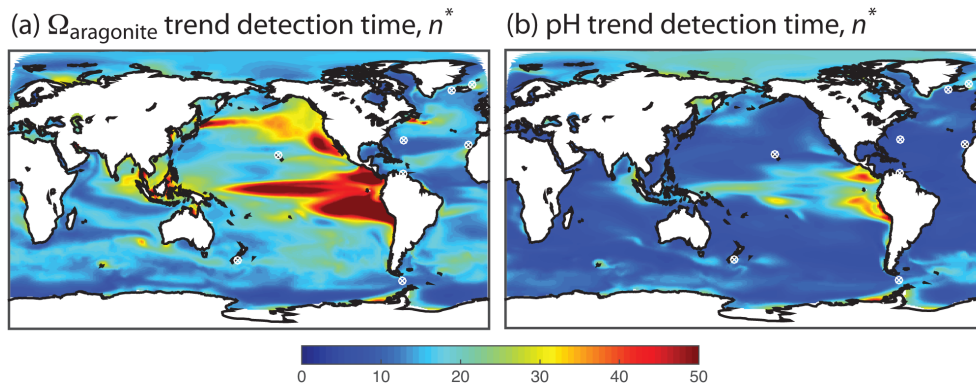 (a) Ωaragonite trend detection time, n*
(b) pH trend detection time, n*
0 10 20 30 40 50